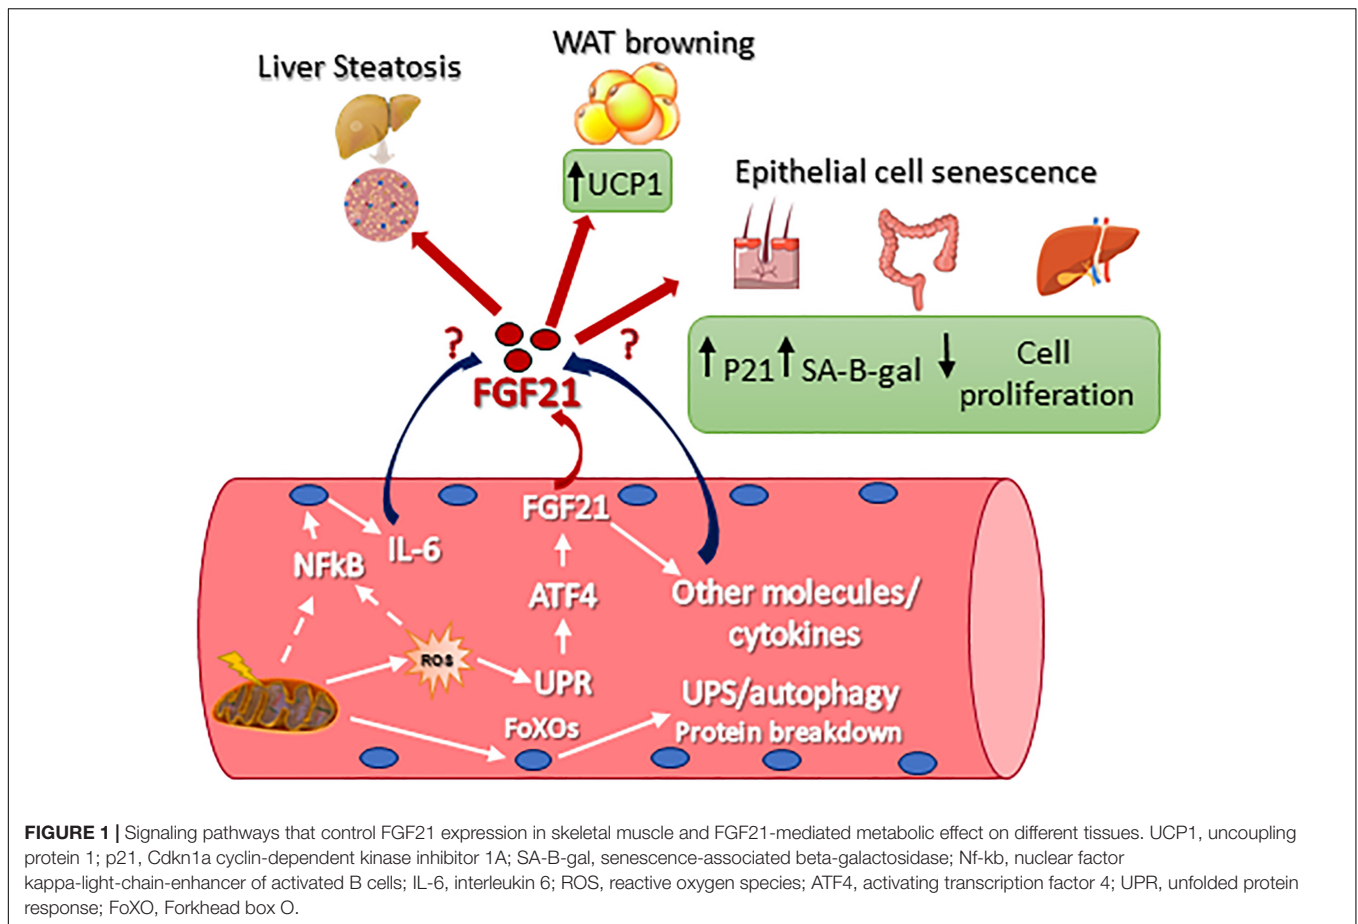 WAT browning
Liver Steatosis
UCP1
Epithelial cell senescence
? ?
P21 SA-B-gal Cell
proliferation
FGF21
FGF21
IL-6
NFkB
ATF4
Other molecules/
cytokines
ROS
UPR
UPS/autophagy
FoXOs
Protein breakdown
FIGURE 1 | Signaling pathways that control FGF21 expression in skeletal muscle and FGF21-mediated metabolic effect on different tissues. UCP1, uncoupling
protein 1; p21, Cdkn1a cyclin-dependent kinase inhibitor 1A; SA-B-gal, senescence-associated beta-galactosidase; Nf-kb, nuclear factor
kappa-light-chain-enhancer of activated B cells; IL-6, interleukin 6; ROS, reactive oxygen species; ATF4, activating transcription factor 4; UPR, unfolded protein
response; FoXO, Forkhead box O.